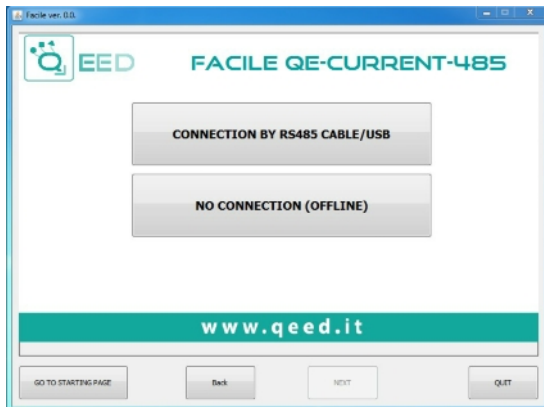 Facile ver. 0.0.
QEED
FACILE QE-CURRENT-485
CONNECTION BY RS485 CABLE/USB
NO CONNECTION (OFFLINE)
www.qeed.it
GO TO STARTING PAGE
Back
NEXT
QUIT